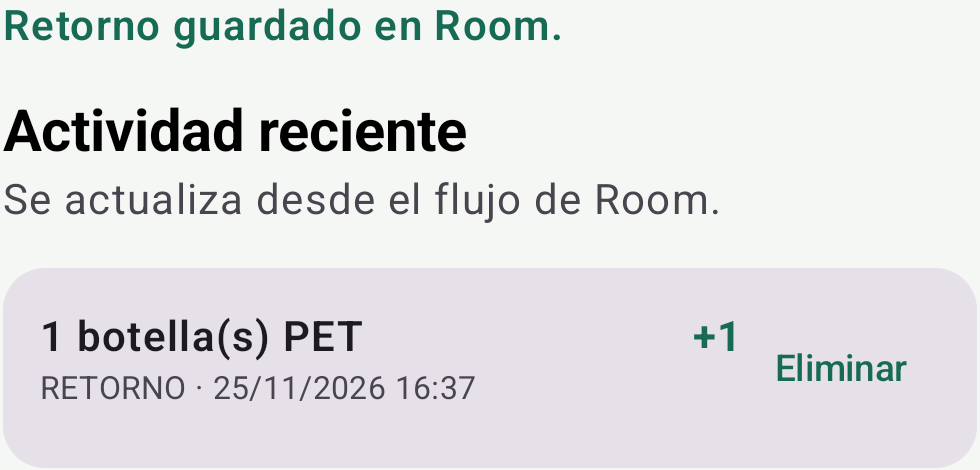 Retorno guardado en Room.
Actividad reciente
Se actualiza desde el flujo de Room.
1 botella(s) PET
+1
RETORNO · 25/11/2026 16:37
Eliminar